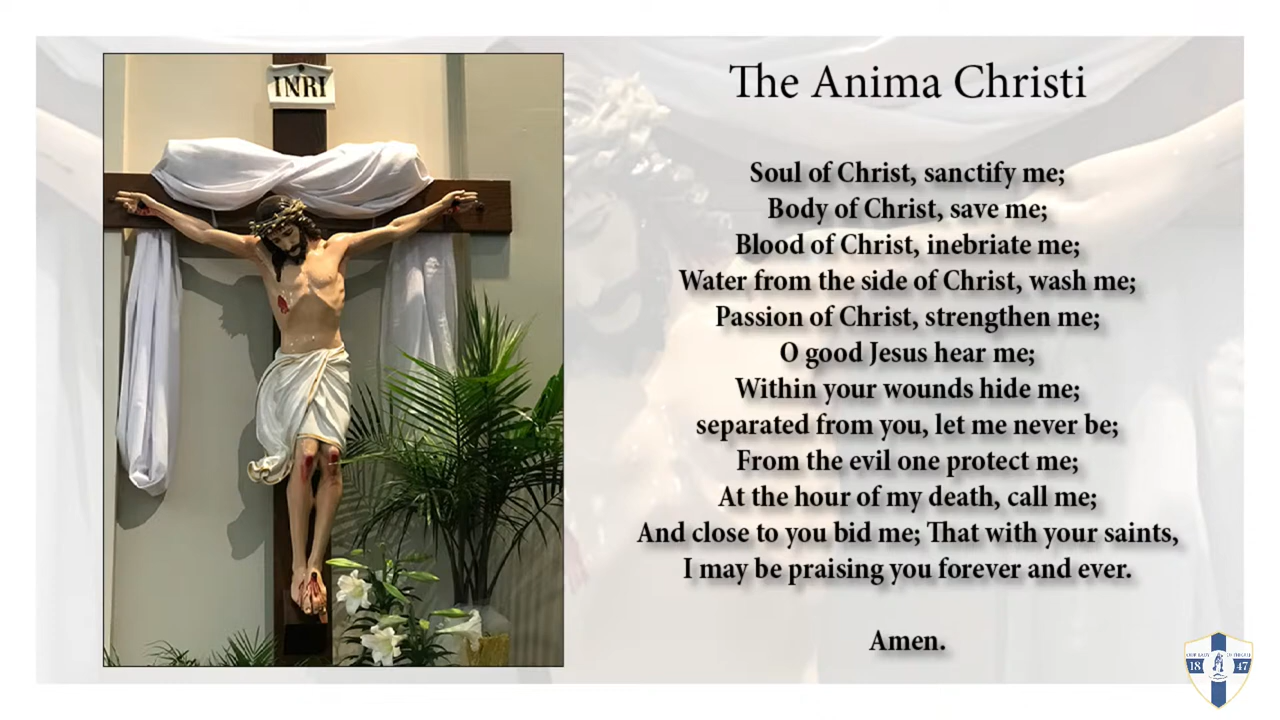 INRI
The Anima Christi
Soul of Christ, sanctify me;
Body of Christ, save me;
Blood of Christ, inebriate me;
Water from the side of Christ, wash me;
Passion of Christ, strengthen me;
O good Jesus hear me;
Within your wounds hide me;
separated from you, let me never be;
From the evil one protect me;
At the hour of my death, call me;
And close to you bid me; That with your saints,
I may be praising you forever and ever.
Amen.
18 47